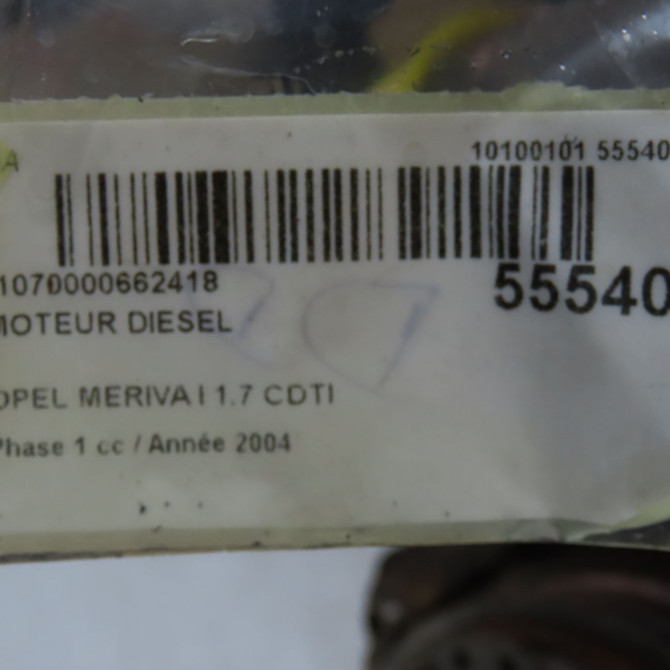 10100101 55540
1070000662418
55540
MOTEUR DIESEL
OPEL MERIVA I 1.7 CDTI
Phase 1 cc / Année 2004